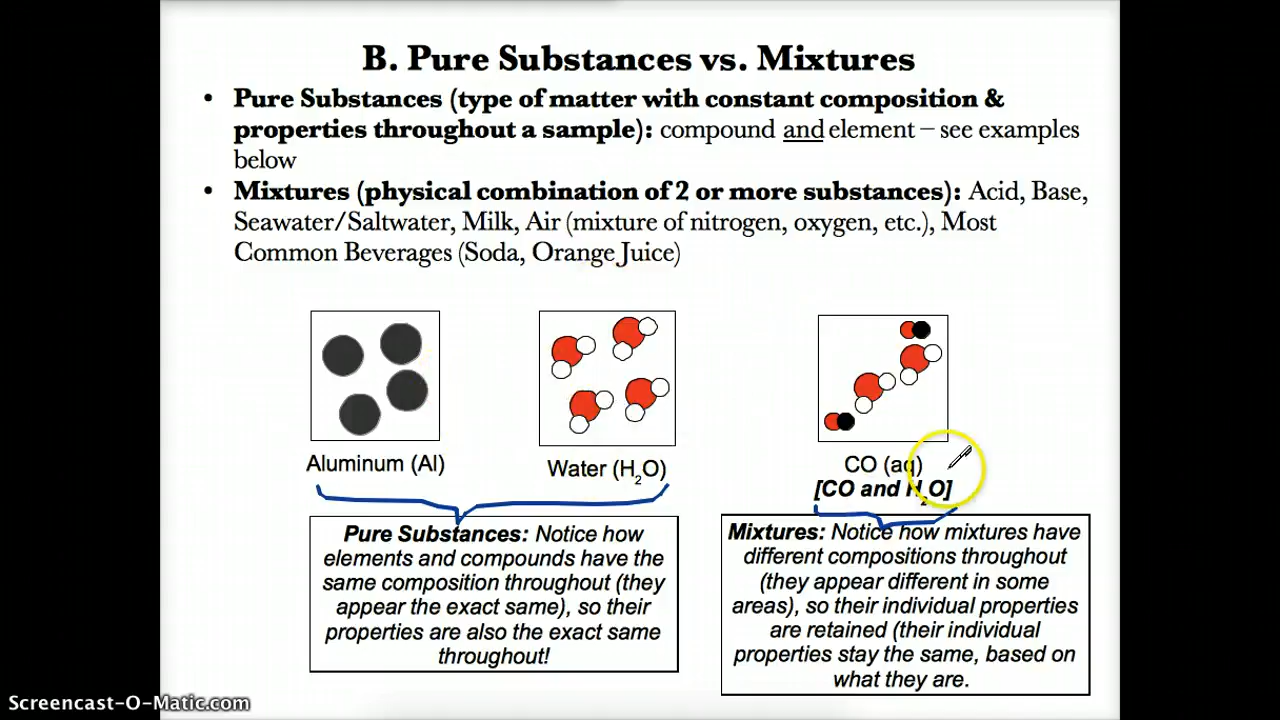 B. Pure Substances vs. Mixtures
• Pure Substances (type of matter with constant composition &
properties throughout a sample): compound and element – see examples
below
• Mixtures (physical combination of 2 or more substances): Acid, Base,
Seawater/Saltwater, Milk, Air (mixture of nitrogen, oxygen, etc.), Most
Common Beverages (Soda, Orange Juice)
Aluminum (Al)
Water (H₂O)
CO (aq)
[CO and H₂O]
Pure Substances: Notice how
elements and compounds have the
same composition throughout (they
appear the exact same), so their
properties are also the exact same
throughout!
Mixtures: Notice how mixtures have
different compositions throughout
(they appear different in some
areas), so their individual properties
are retained (their individual
properties stay the same, based on
what they are.
Screencast-O-Matic.com